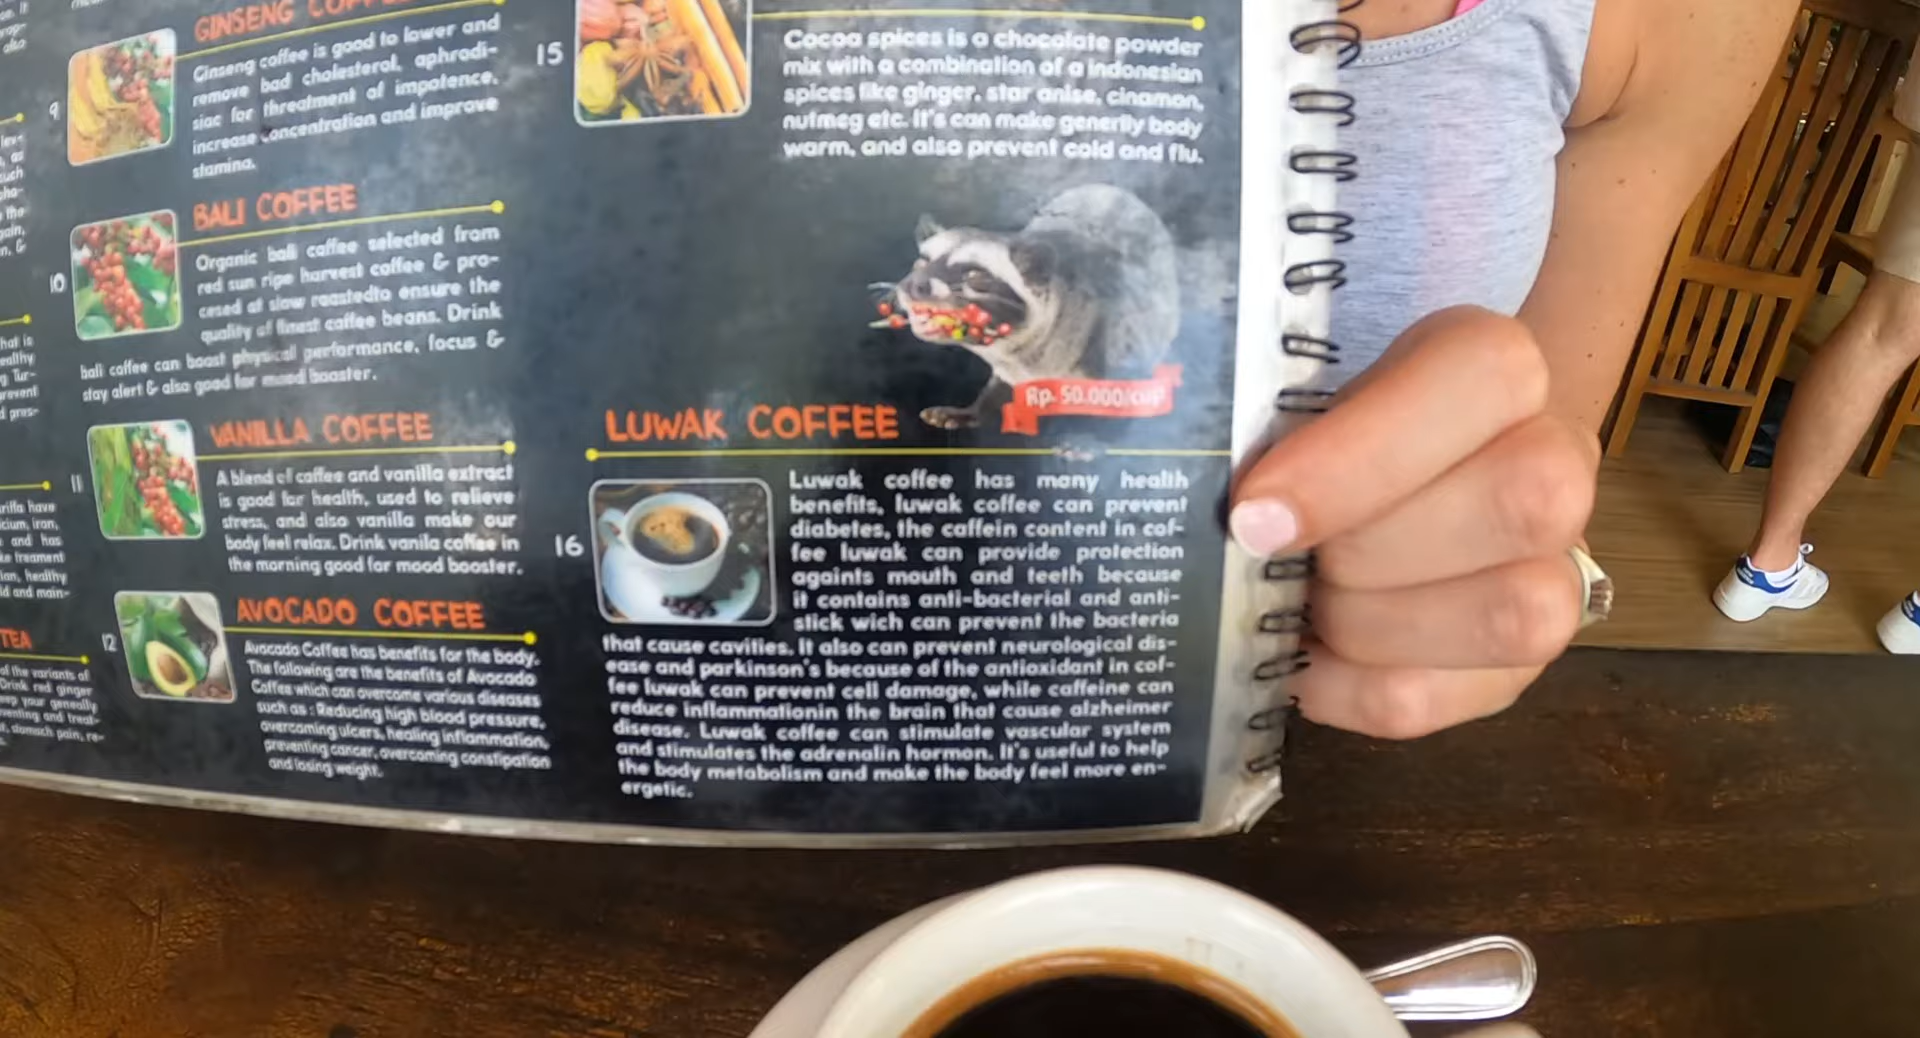 GINSENG
9
Ginseng coffee is good to lower and
remove bad cholesterol, aphrodi-
siac for threatment of impotence,
increase concentration and improve
stamina.
BALI COFFEE
10
Organic bali coffee selected from
red sun ripe harvest coffee & pro-
cesed at slow roastedto ensure the
quality of finest coffee beans. Drink
bali coffee can boast physicall performance, focus &
stay alert & also good for mood booster.
VANILLA COFFEE
11
A blend of caffee and vanilla extract
is good for health, used to relieve
stress, and also vanilla make our
body feel relax. Drink vanila coffee in
the morning good for mood booster.
AVOCADO COFFEE
12
Avocado Coffee has benefits for the body.
The following are the benefits of Avocado
Coffee which can overcome various diseases
such as : Reducing high blood pressure,
overcoming ulcers, healing inflammation,
preventing cancer, overcoming constipation
and losing weight.
15
Cocoa spices is a chocolate powder
mix with a combination of a indonesian
spices like ginger, star anise, cinamon,
nutmeg etc. It's can make generlly body
warm, and also prevent cold and flu.
Rp. 50.000/CUP
LUWAK COFFEE
16
Luwak coffee has many health
benefits, luwak coffee can prevent
diabetes, the caffein content in cof-
fee luwak can provide protection
againts mouth and teeth because
it contains anti-bacterial and anti-
slick wich can prevent the bacteria
that cause cavities. It also can prevent neurological dis-
ease and parkinson's because of the antioxidant in cof-
fee luwak can prevent cell damage, while caffeine can
reduce inflammationin the brain that cause alzheimer
disease. Luwak coffee can stimulate vascular system
and stimulates the adrenalin hormon. It's useful to help
the body metabolism and make the body feel more en-
ergetic.